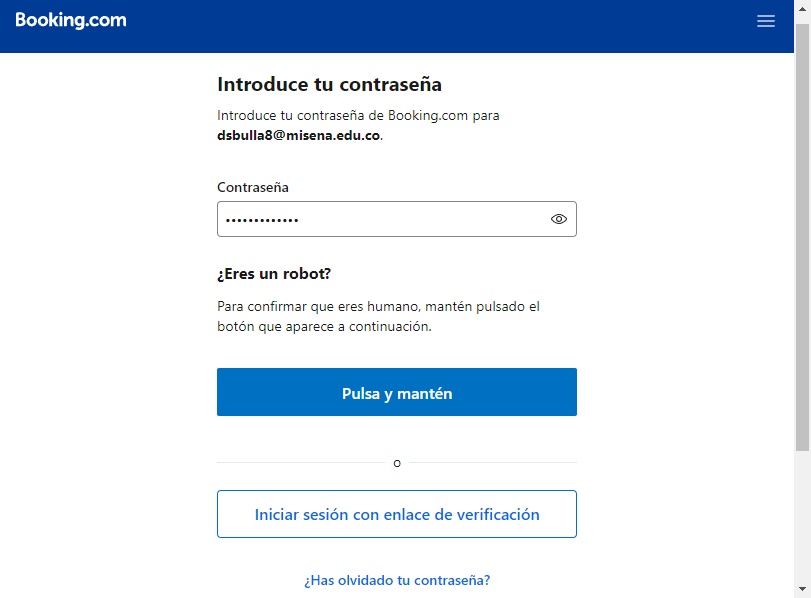 Booking.com
Introduce tu contraseña
Introduce tu contraseña de Booking.com para
dsbulla8@misena.edu.co.
Contraseña
•••••••••••••
¿Eres un robot?
Para confirmar que eres humano, mantén pulsado el
botón que aparece a continuación.
Pulsa y mantén
o
Iniciar sesión con enlace de verificación
¿Has olvidado tu contraseña?